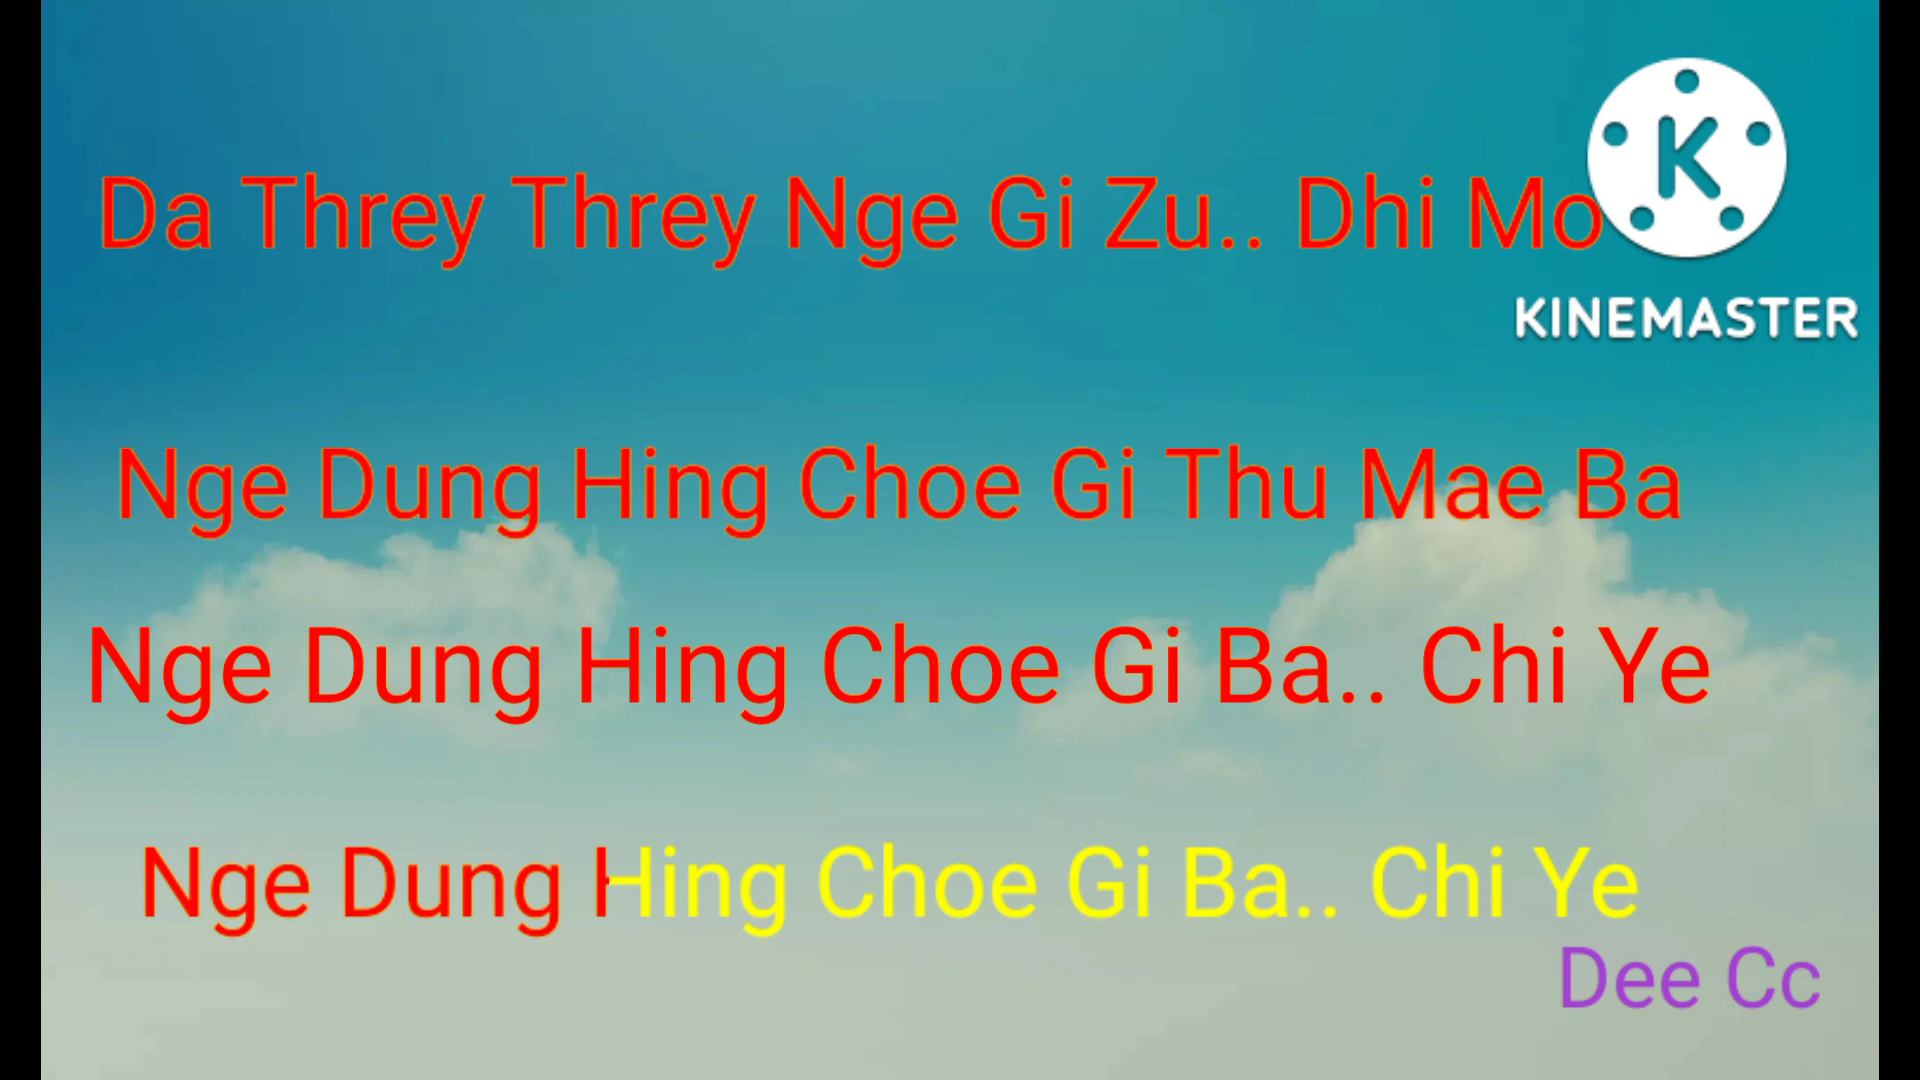 Da Threy Threy Nge Gi Zu.. Dhi Mo
KINEMASTER
Nge Dung Hing Choe Gi Thu Mae Ba
Nge Dung Hing Choe Gi Ba.. Chi Ye
Nge Dung Hing Choe Gi Ba.. Chi Ye
Dee Cc